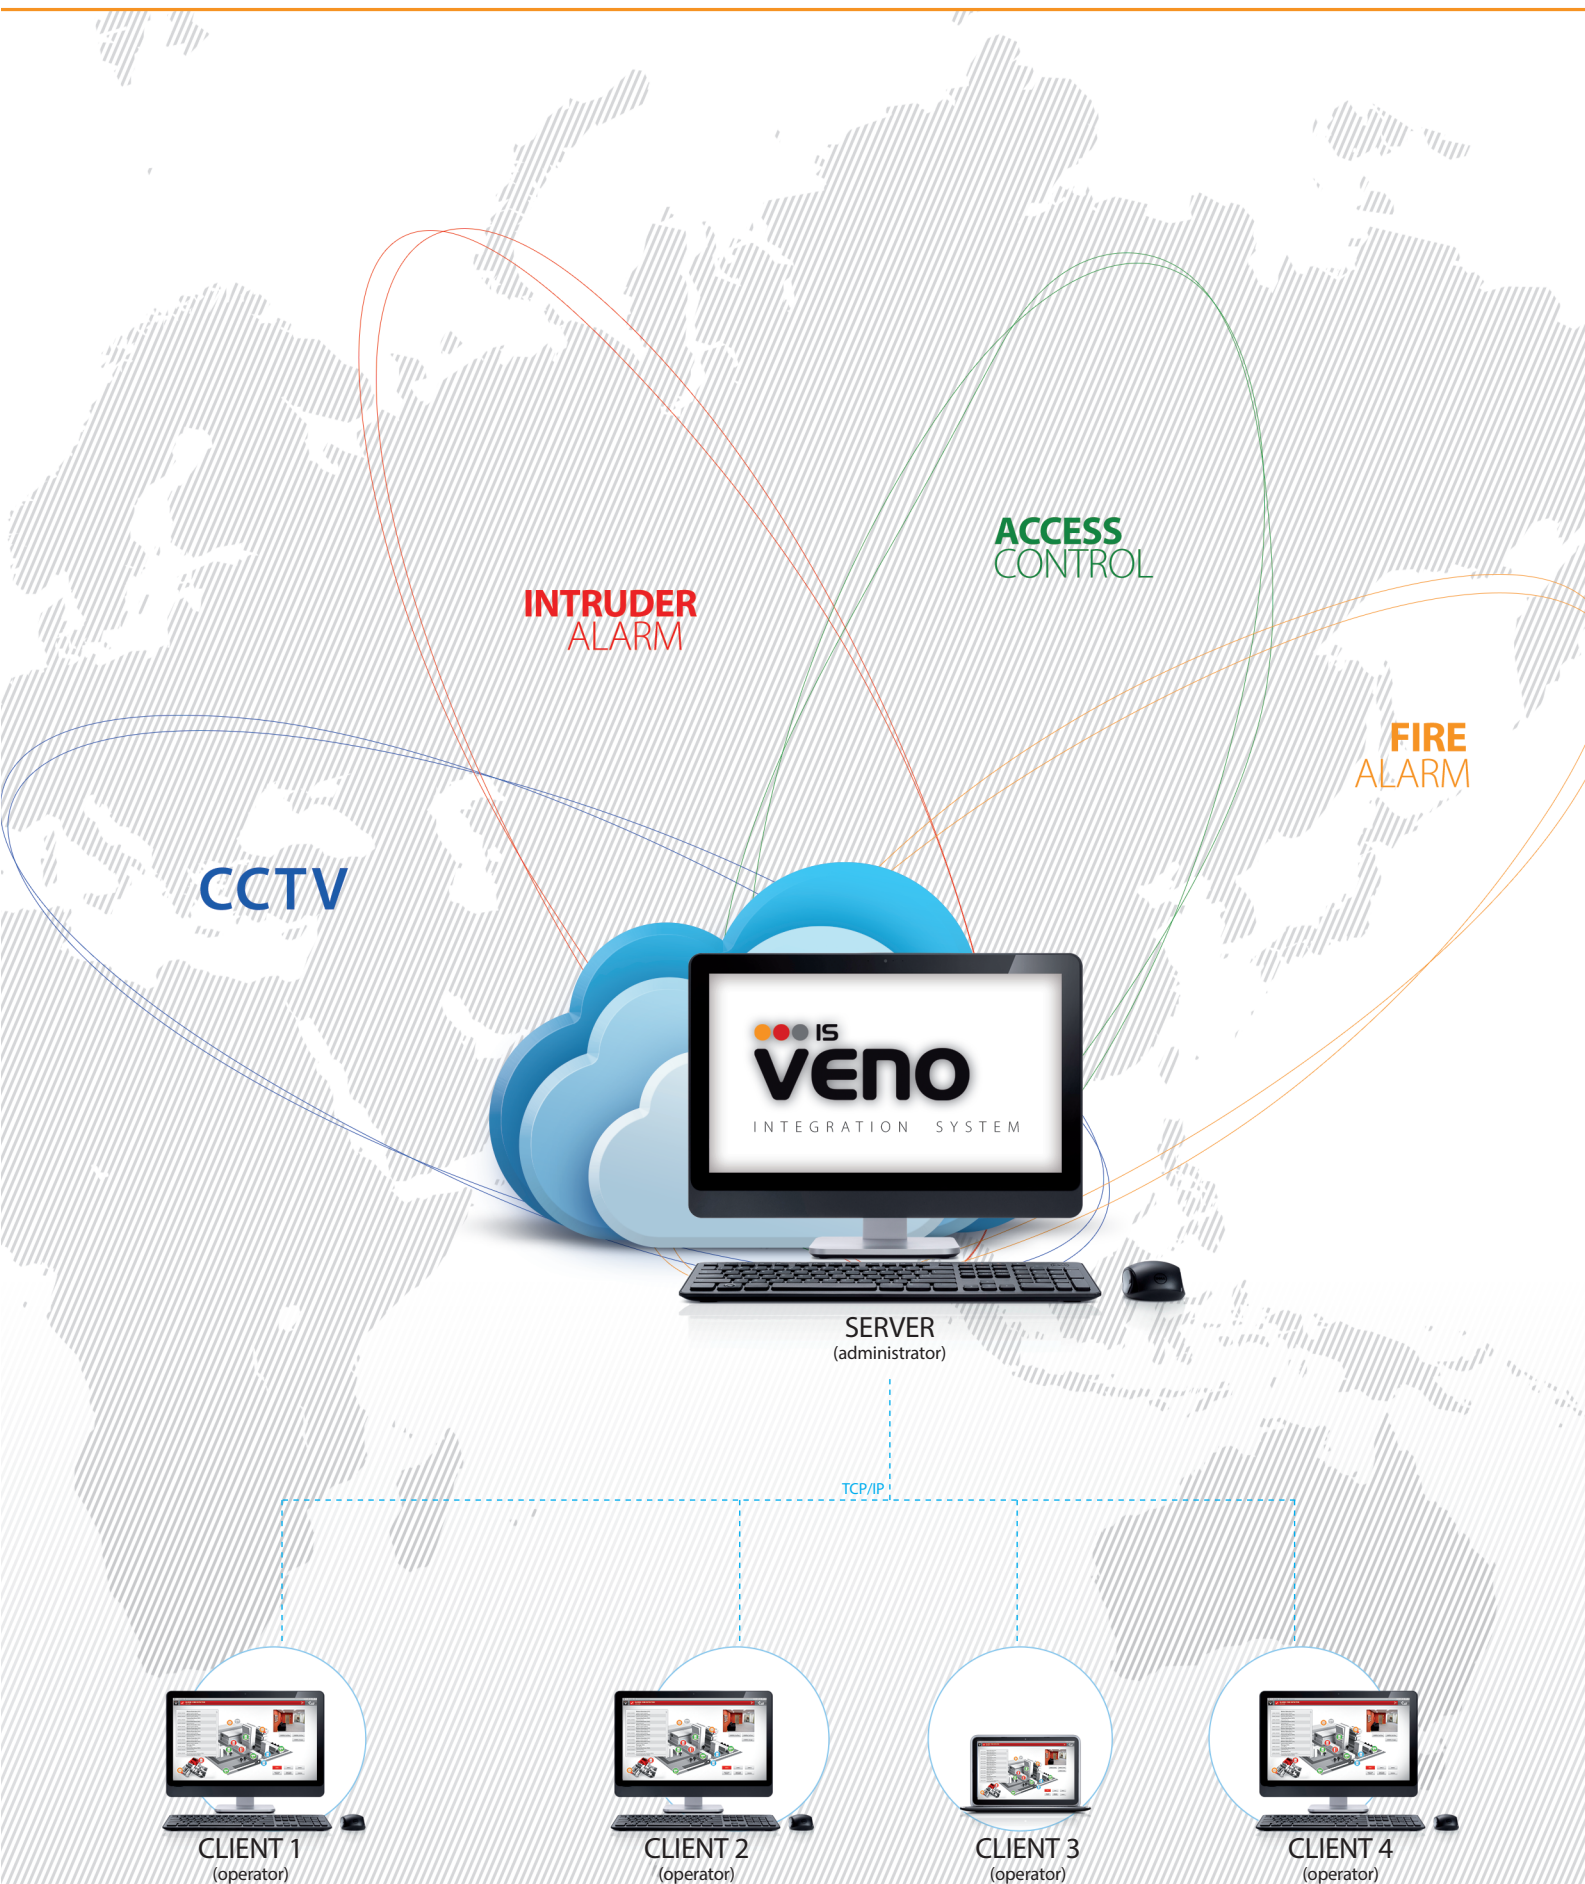 ACCESS
CONTROL
INTRUDER
ALARM
FIRE
ALARM
CCTV
IS
VENO
INTEGRATION SYSTEM
SERVER
(administrator)
TCP/IP
CLIENT 1
(operator)
CLIENT 2
(operator)
CLIENT 3
(operator)
CLIENT 4
(operator)